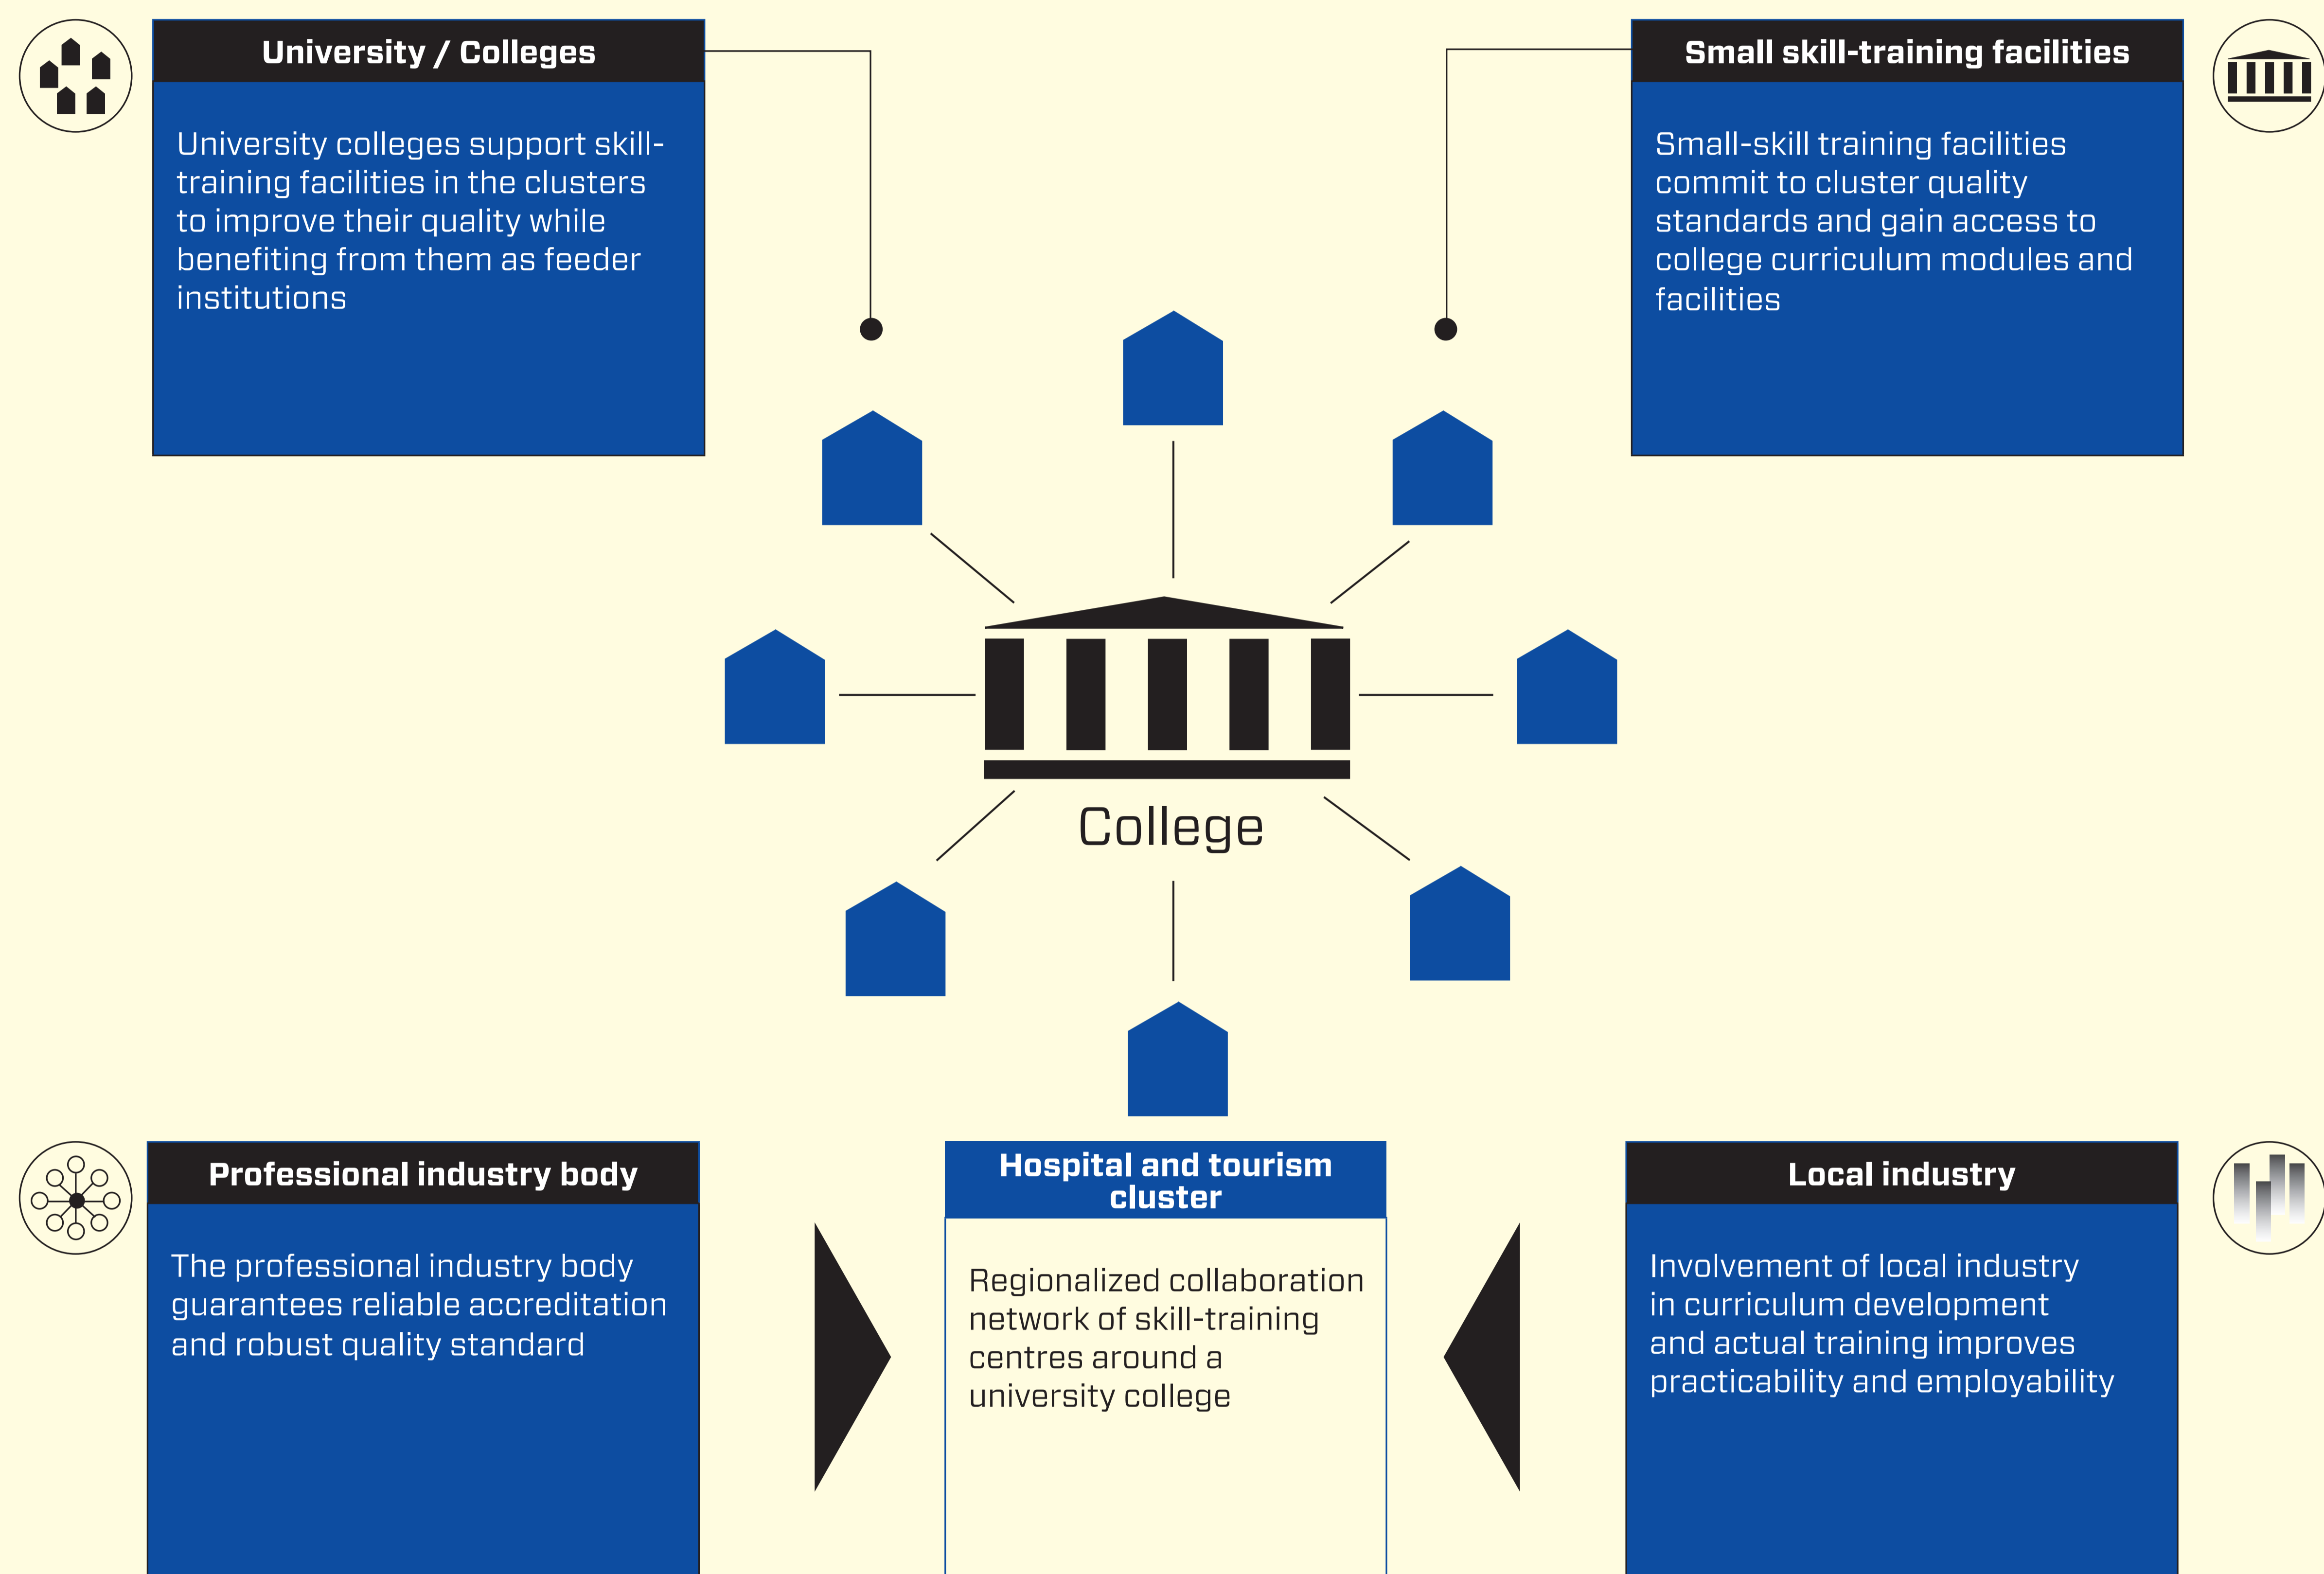 University / Colleges
University colleges support skill-
training facilities in the clusters
to improve their quality while
benefiting from them as feeder
institutions
Small skill-training facilities
Small-skill training facilities
commit to cluster quality
standards and gain access to
college curriculum modules and
facilities
College
Professional industry body
The professional industry body
guarantees reliable accreditation
and robust quality standard
Hospital and tourism
cluster
Regionalized collaboration
network of skill-training
centres around a
university college
Local industry
Involvement of local industry
in curriculum development
and actual training improves
practicability and employability